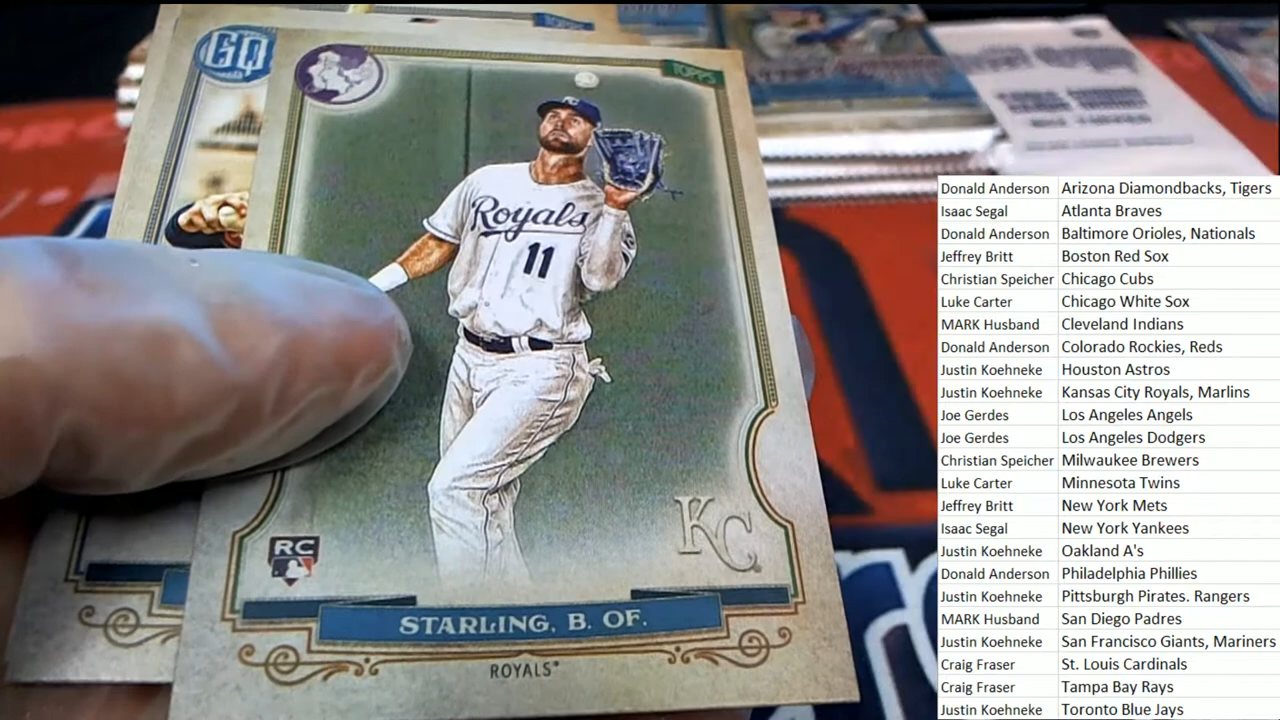 GQ
TOPPS
TOPPS
Royals
11
KC
RC
STARLING, B. OF.
ROYALS
Donald Anderson Arizona Diamondbacks, Tigers
Isaac Segal Atlanta Braves
Donald Anderson Baltimore Orioles, Nationals
Jeffrey Britt Boston Red Sox
Christian Speicher Chicago Cubs
Luke Carter Chicago White Sox
MARK Husband Cleveland Indians
Donald Anderson Colorado Rockies, Reds
Justin Koehneke Houston Astros
Justin Koehneke Kansas City Royals, Marlins
Joe Gerdes Los Angeles Angels
Joe Gerdes Los Angeles Dodgers
Christian Speicher Milwaukee Brewers
Luke Carter Minnesota Twins
Jeffrey Britt New York Mets
Isaac Segal New York Yankees
Justin Koehneke Oakland A's
Donald Anderson Philadelphia Phillies
Justin Koehneke Pittsburgh Pirates. Rangers
MARK Husband San Diego Padres
Justin Koehneke San Francisco Giants, Mariners
Craig Fraser St. Louis Cardinals
Craig Fraser Tampa Bay Rays
Justin Koehneke Toronto Blue Jays